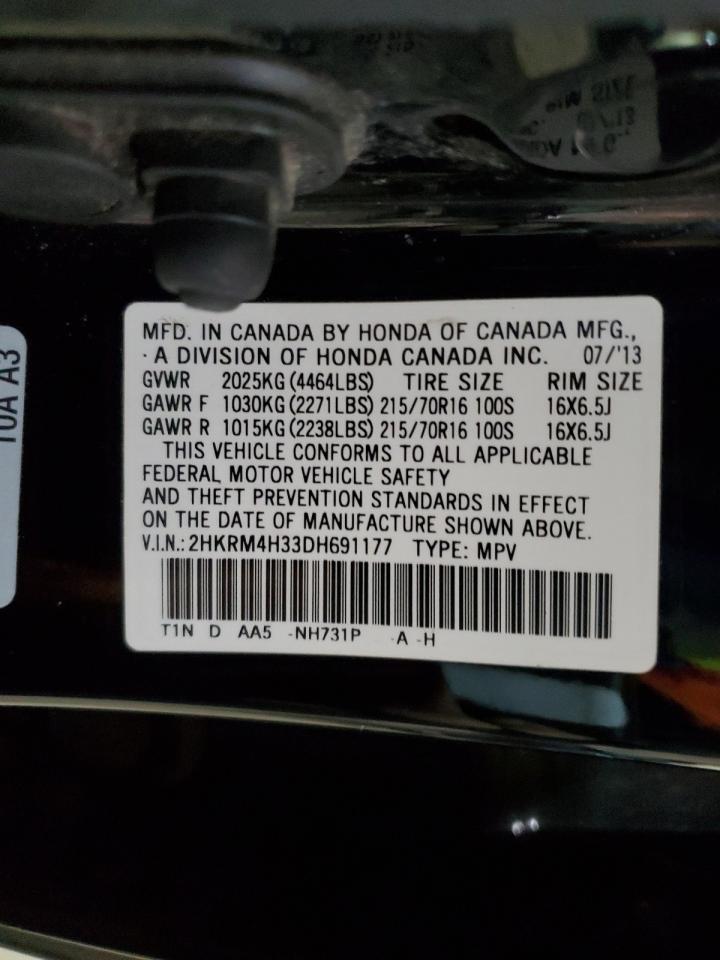 MFD. IN CANADA BY HONDA OF CANADA MFG.,
A DIVISION OF HONDA CANADA INC. 07/'13
GVWR 2025KG (4464LBS) TIRE SIZE RIM SIZE
GAWR F 1030KG (2271LBS) 215/70R16 100S 16X6.5J
GAWR R 1015KG (2238LBS) 215/70R16 100S 16X6.5J
THIS VEHICLE CONFORMS TO ALL APPLICABLE
FEDERAL MOTOR VEHICLE SAFETY
AND THEFT PREVENTION STANDARDS IN EFFECT
ON THE DATE OF MANUFACTURE SHOWN ABOVE.
V.I.N.: 2HKRM4H33DH691177 TYPE: MPV
T1N D AA5 -NH731P -A -H
A3